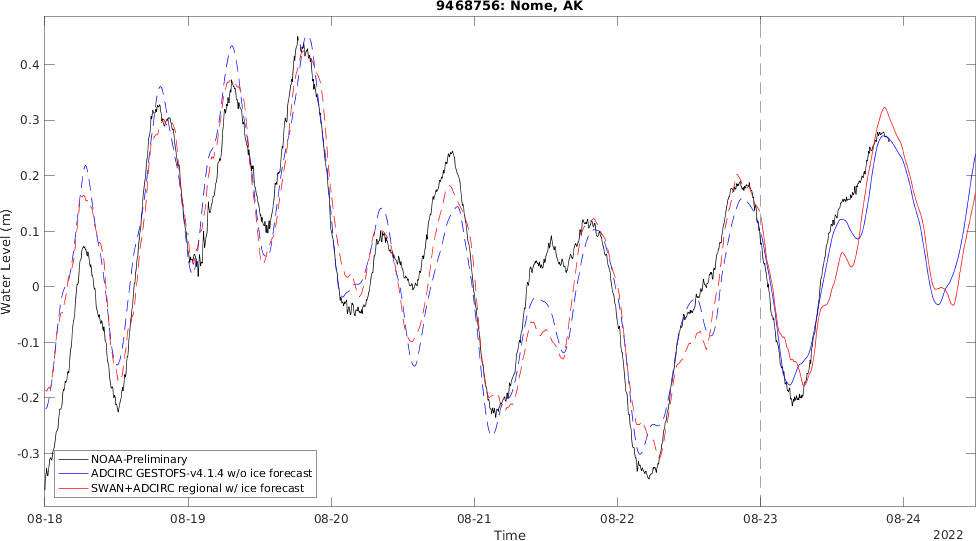 9468756: Nome, AK
0.4
0.3
0.2
0.1
0
-0.1
-0.2
-0.3
Water Level (m)
NOAA-Preliminary
ADCIRC GESTOFS-v4.1.4 w/o ice forecast
SWAN+ADCIRC regional w/ ice forecast
08-18 08-19 08-20 08-21 08-22 08-23 08-24
Time
2022